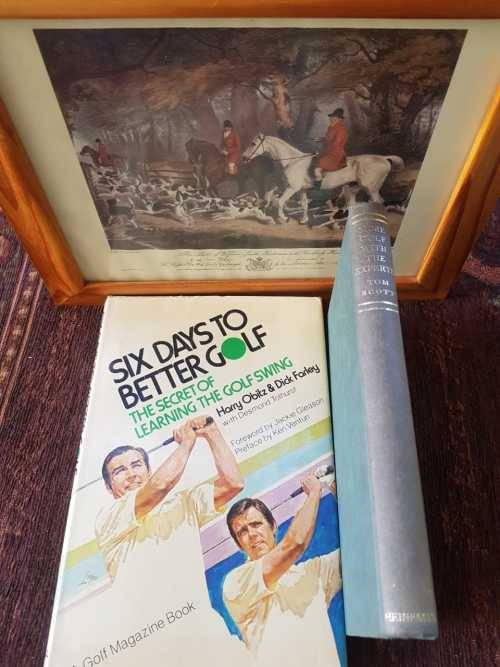 MORE
GOLF
WITH
THE
EXPERTS
TOM
SCOTT
SIX DAYS TO
BETTER GOLF
THE SECRET OF
LEARNING THE GOLF SWING
Harry Obitz & Dick Farley
with Desmond Tolhurst
Foreword by Jackie Gleason
Preface by Ken Venturi
A Golf Magazine Book